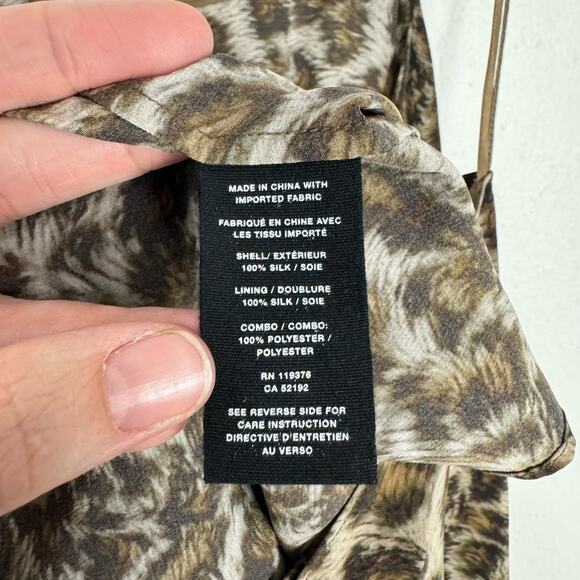 MADE IN CHINA WITH
IMPORTED FABRIC
FABRIQUÉ EN CHINE AVEC
LES TISSU IMPORTÉ
SHELL/ EXTÉRIEUR
100% SILK / SOIE
LINING / DOUBLURE
100% SILK / SOIE
COMBO / COMBO:
100% POLYESTER /
POLYESTER
RN 119376
CA 52192
SEE REVERSE SIDE FOR
CARE INSTRUCTION
DIRECTIVE D'ENTRETIEN
AU VERSO